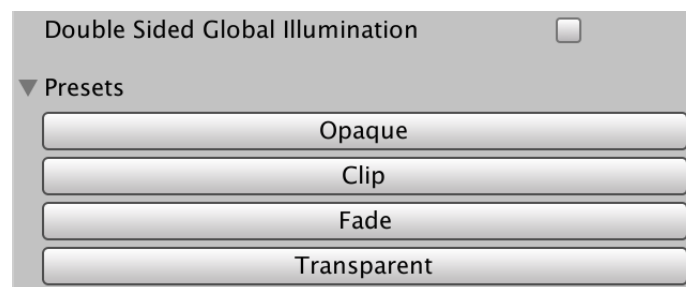 Double Sided Global Illumination
Presets
Opaque
Clip
Fade
Transparent